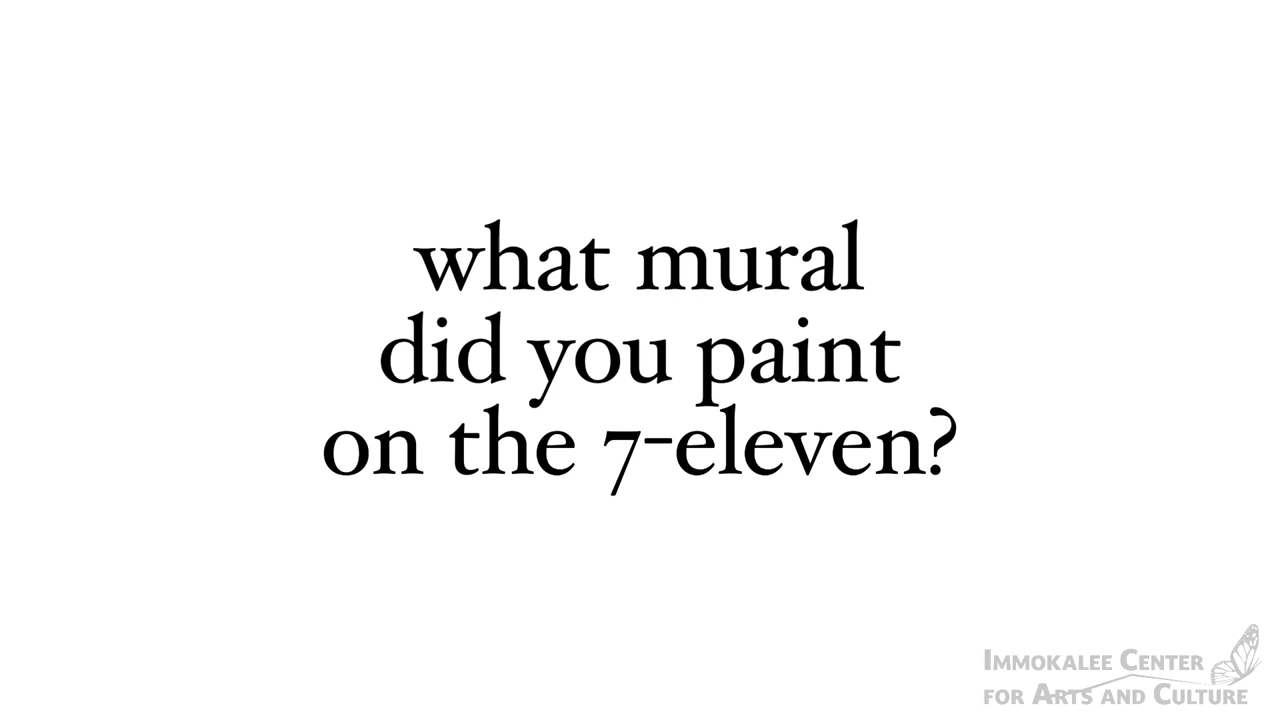 what mural
did you paint
on the 7-eleven?
IMMOKALEE CENTER
FOR ARTS AND CULTURE